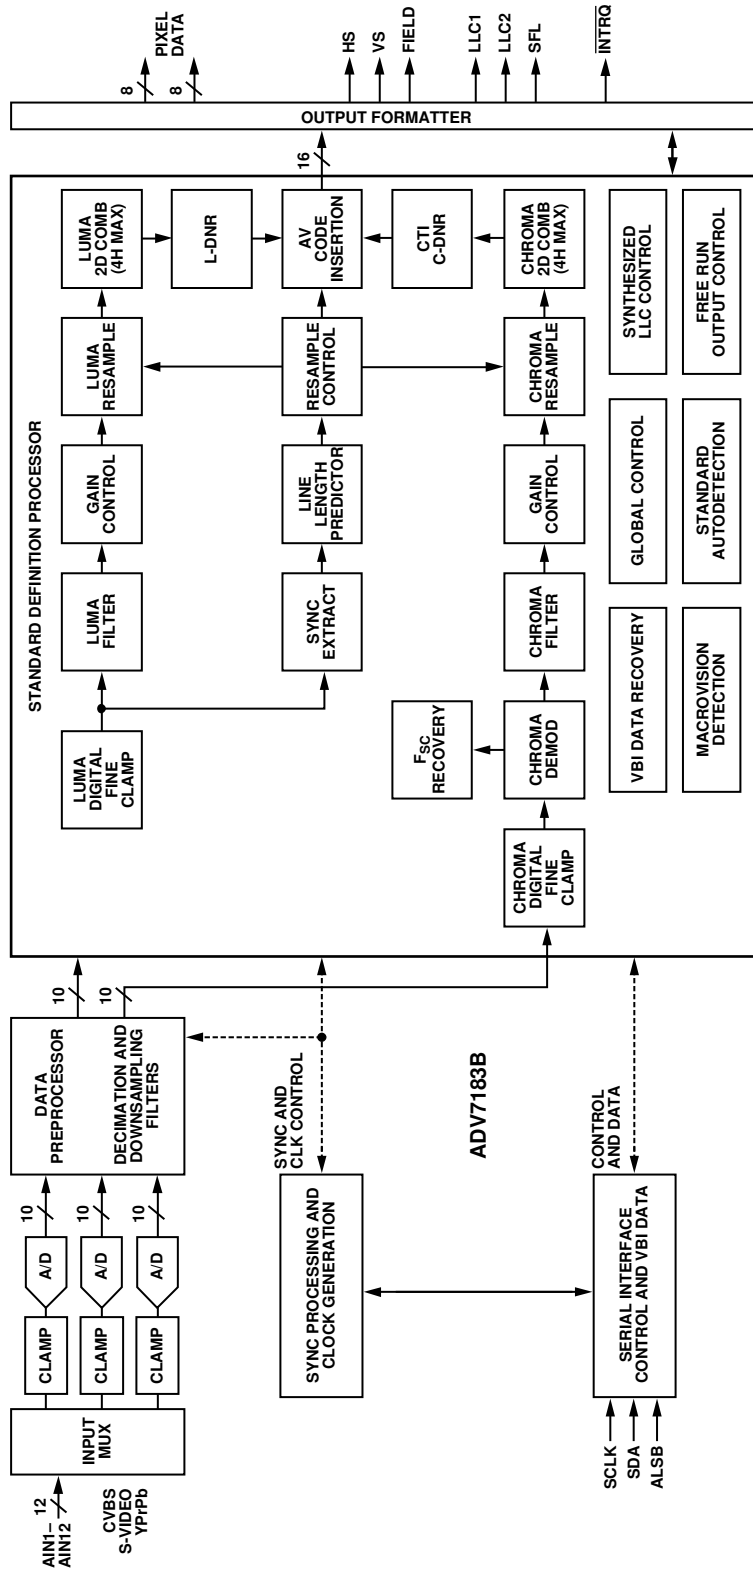 AIN1–
AIN12
12
CVBS
S-VIDEO
YPrPb
INPUT
MUX
CLAMP
CLAMP
CLAMP
A/D
A/D
A/D
10
10
10
DATA
PREPROCESSOR
DECIMATION AND
DOWNSAMPLING
FILTERS
10
10
STANDARD DEFINITION PROCESSOR
LUMA
DIGITAL
FINE
CLAMP
LUMA
FILTER
GAIN
CONTROL
LUMA
RESAMPLE
LUMA
2D COMB
(4H MAX)
L-DNR
SYNC
EXTRACT
LINE
LENGTH
PREDICTOR
RESAMPLE
CONTROL
AV
CODE
INSERTION
16
FSC
RECOVERY
CTI
C-DNR
CHROMA
DIGITAL
FINE
CLAMP
CHROMA
DEMOD
CHROMA
FILTER
GAIN
CONTROL
CHROMA
RESAMPLE
CHROMA
2D COMB
(4H MAX)
VBI DATA RECOVERY
GLOBAL CONTROL
SYNTHESIZED
LLC CONTROL
MACROVISION
DETECTION
STANDARD
AUTODETECTION
FREE RUN
OUTPUT CONTROL
OUTPUT FORMATTER
8
8
PIXEL
DATA
HS
VS
FIELD
LLC1
LLC2
SFL
INTRQ
SYNC PROCESSING AND
CLOCK GENERATION
SYNC AND
CLK CONTROL
ADV7183B
SCLK
SDA
ALSB
SERIAL INTERFACE
CONTROL AND VBI DATA
CONTROL
AND DATA